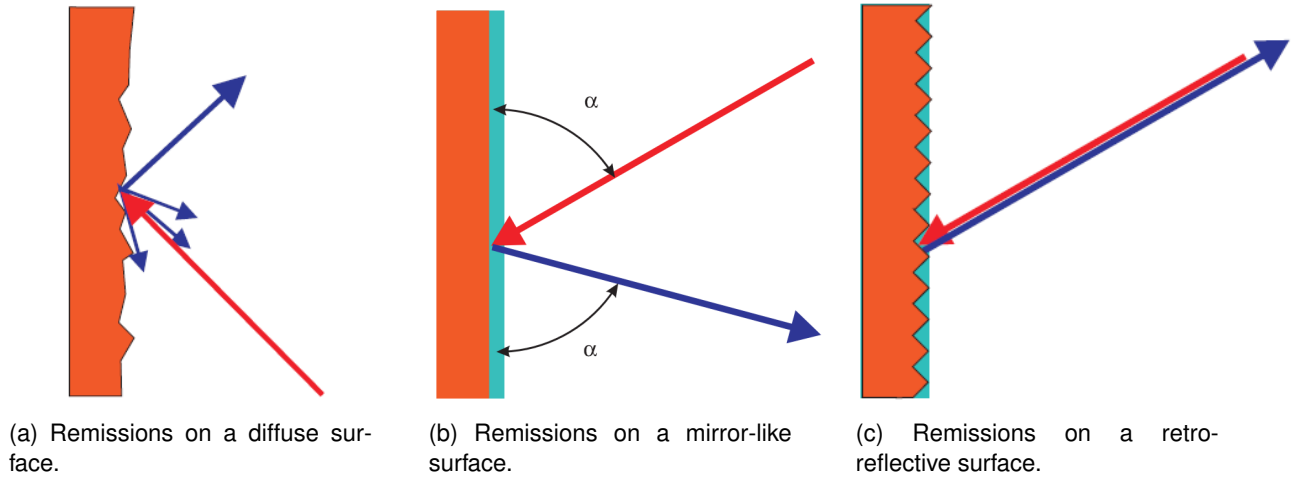 α
α
(a) Remissions on a diffuse sur-
face.
(b) Remissions on a mirror-like
surface.
(c) Remissions on a retro-
reflective surface.